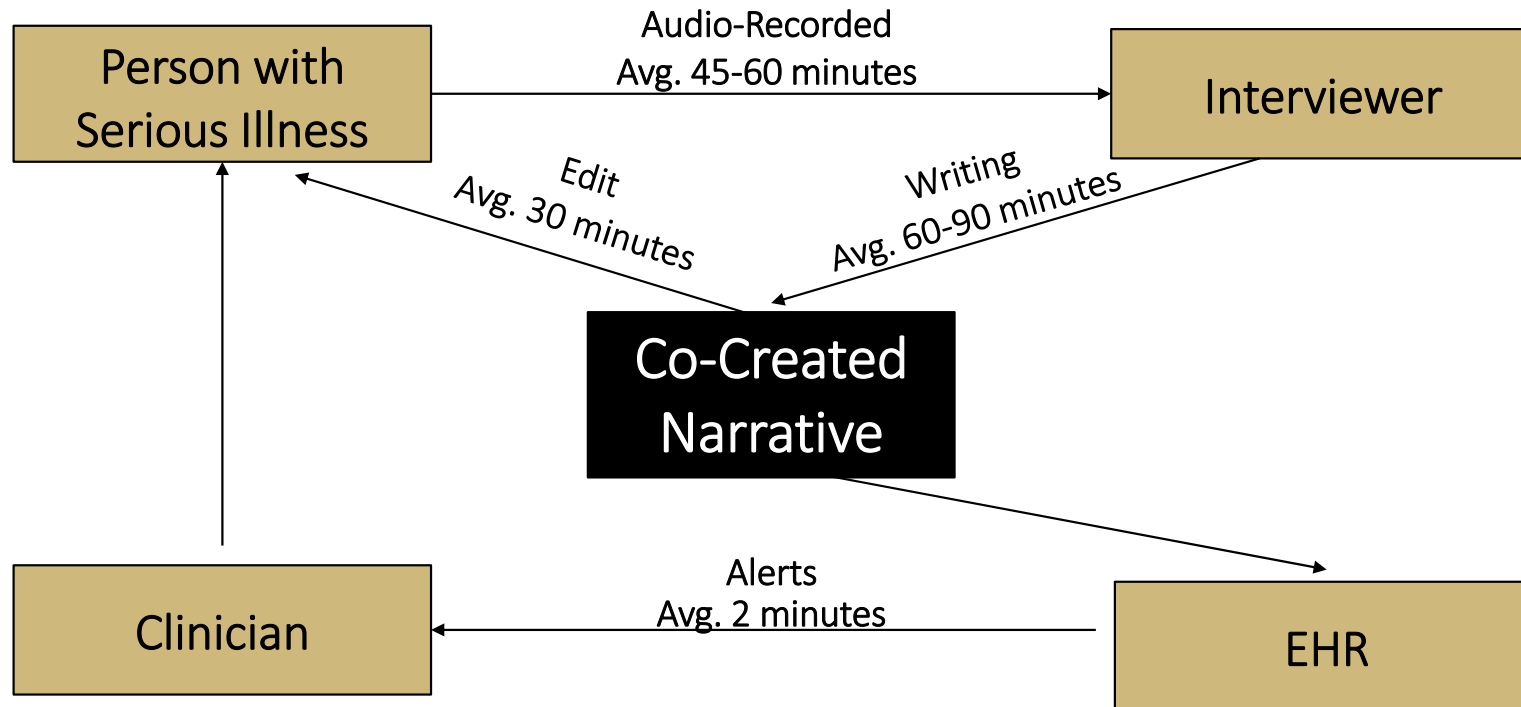 Person with
Serious Illness
Audio-Recorded
Avg. 45-60 minutes
Interviewer
Edit
Avg. 30 minutes
Writing
Avg. 60-90 minutes
Co-Created
Narrative
Clinician
Alerts
Avg. 2 minutes
EHR